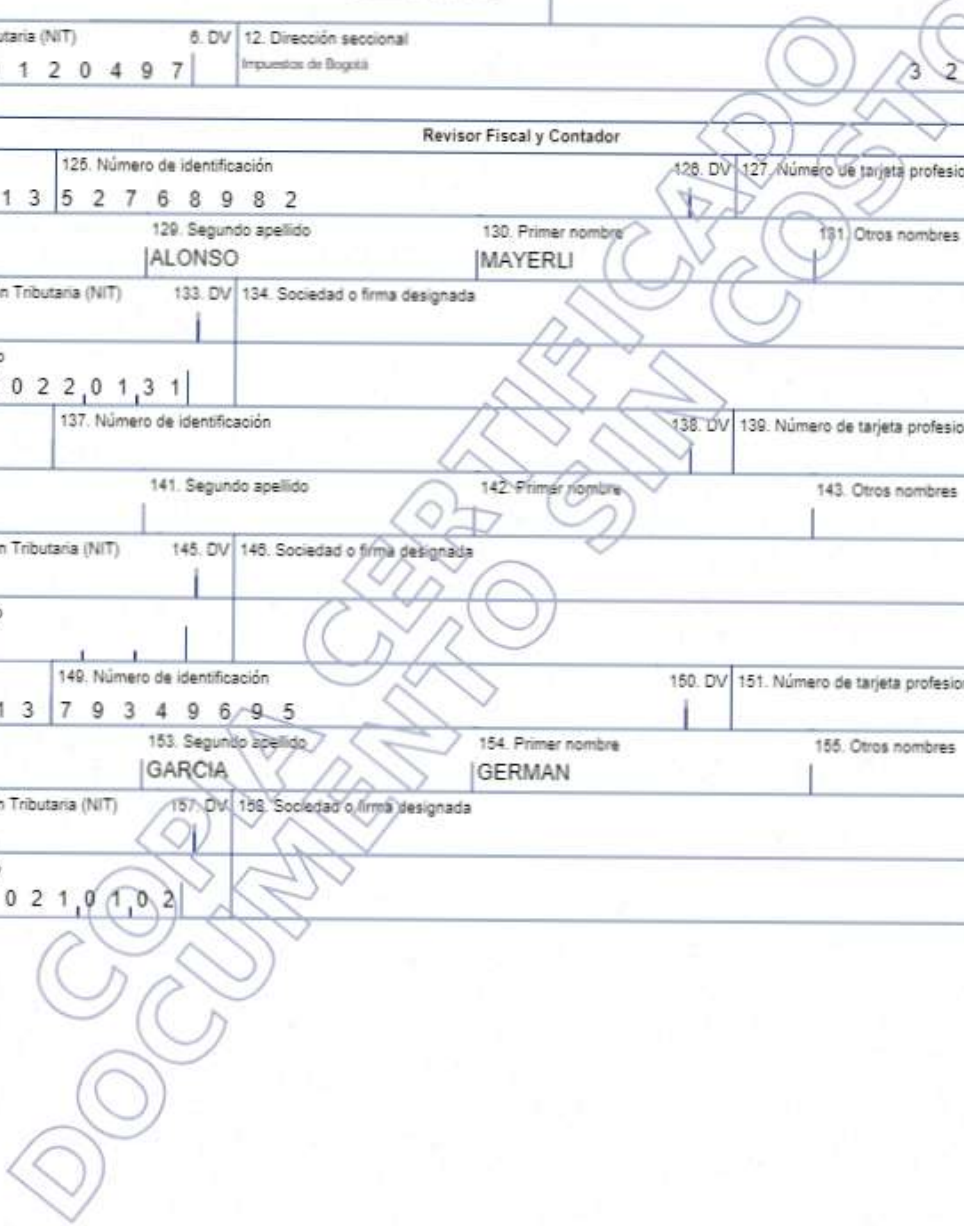 utaria (NIT) 6. DV 12. Dirección seccional
1 2 0 4 9 7 Impuestos de Bogotá 3 2
Revisor Fiscal y Contador
125. Número de identificación 126. DV 127. Número de tarjeta profesio
1 3 5 2 7 6 8 9 8 2
129. Segundo apellido 130. Primer nombre 131. Otros nombres
ALONSO MAYERLI
n Tributaria (NIT) 133. DV 134. Sociedad o firma designada
0 2 2 0 1 3 1
137. Número de identificación 138. DV 139. Número de tarjeta profesio
141. Segundo apellido 142. Primer nombre 143. Otros nombres
n Tributaria (NIT) 145. DV 146. Sociedad o firma designada
149. Número de identificación 150. DV 151. Número de tarjeta profesio
1 3 7 9 3 4 9 6 9 5
153. Segundo apellido 154. Primer nombre 155. Otros nombres
GARCIA GERMAN
n Tributaria (NIT) 157. DV 158. Sociedad o firma designada
0 2 1 0 1 0 2
COPIA CERTIFICADO
DOCUMENTO SIN COSTO